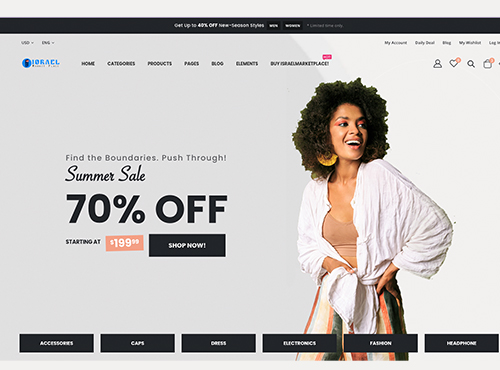 Get Up to 40% OFF New-Season Styles MEN WOMEN * Limited time only.
USD ENG My Account Daily Deal Blog My Wishlist Log In
ISRAEL HOME CATEGORIES PRODUCTS PAGES BLOG ELEMENTS BUY ISRAELMARKETPLACE! HOT
Find the Boundaries. Push Through!
Summer Sale
70% OFF
STARTING AT $199.99 SHOP NOW!
ACCESSORIES CAPS DRESS ELECTRONICS FASHION HEADPHONE